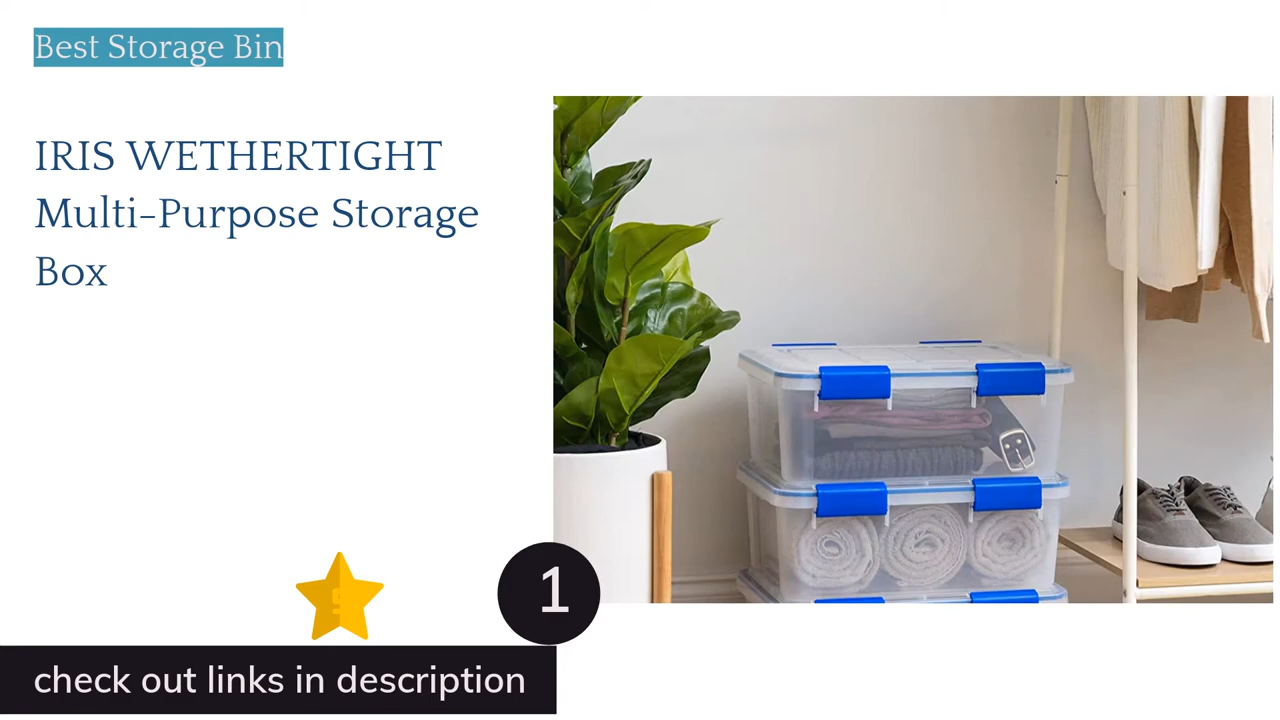 Best Storage Bin
IRIS WETHERTIGHT
Multi-Purpose Storage
Box
1
check out links in description